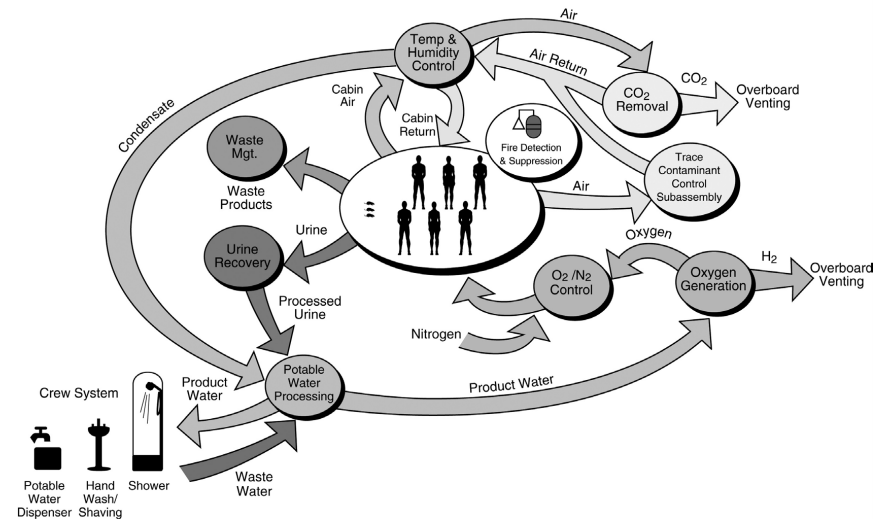 Air
Temp &
Humidity
Control
Air Return
CO2
Overboard
Venting
CO2
Removal
Cabin
Air
Cabin
Return
Condensate
Fire Detection
& Suppression
Waste
Mgt.
Waste
Products
Trace
Contaminant
Control
Subassembly
Air
Urine
Urine
Recovery
Oxygen
O2 /N2
Control
Oxygen
Generation
H2
Overboard
Venting
Processed
Urine
Nitrogen
Potable
Water
Processing
Product Water
Product
Water
Crew System
Waste
Water
Potable
Water
Dispenser
Hand
Wash/
Shaving
Shower